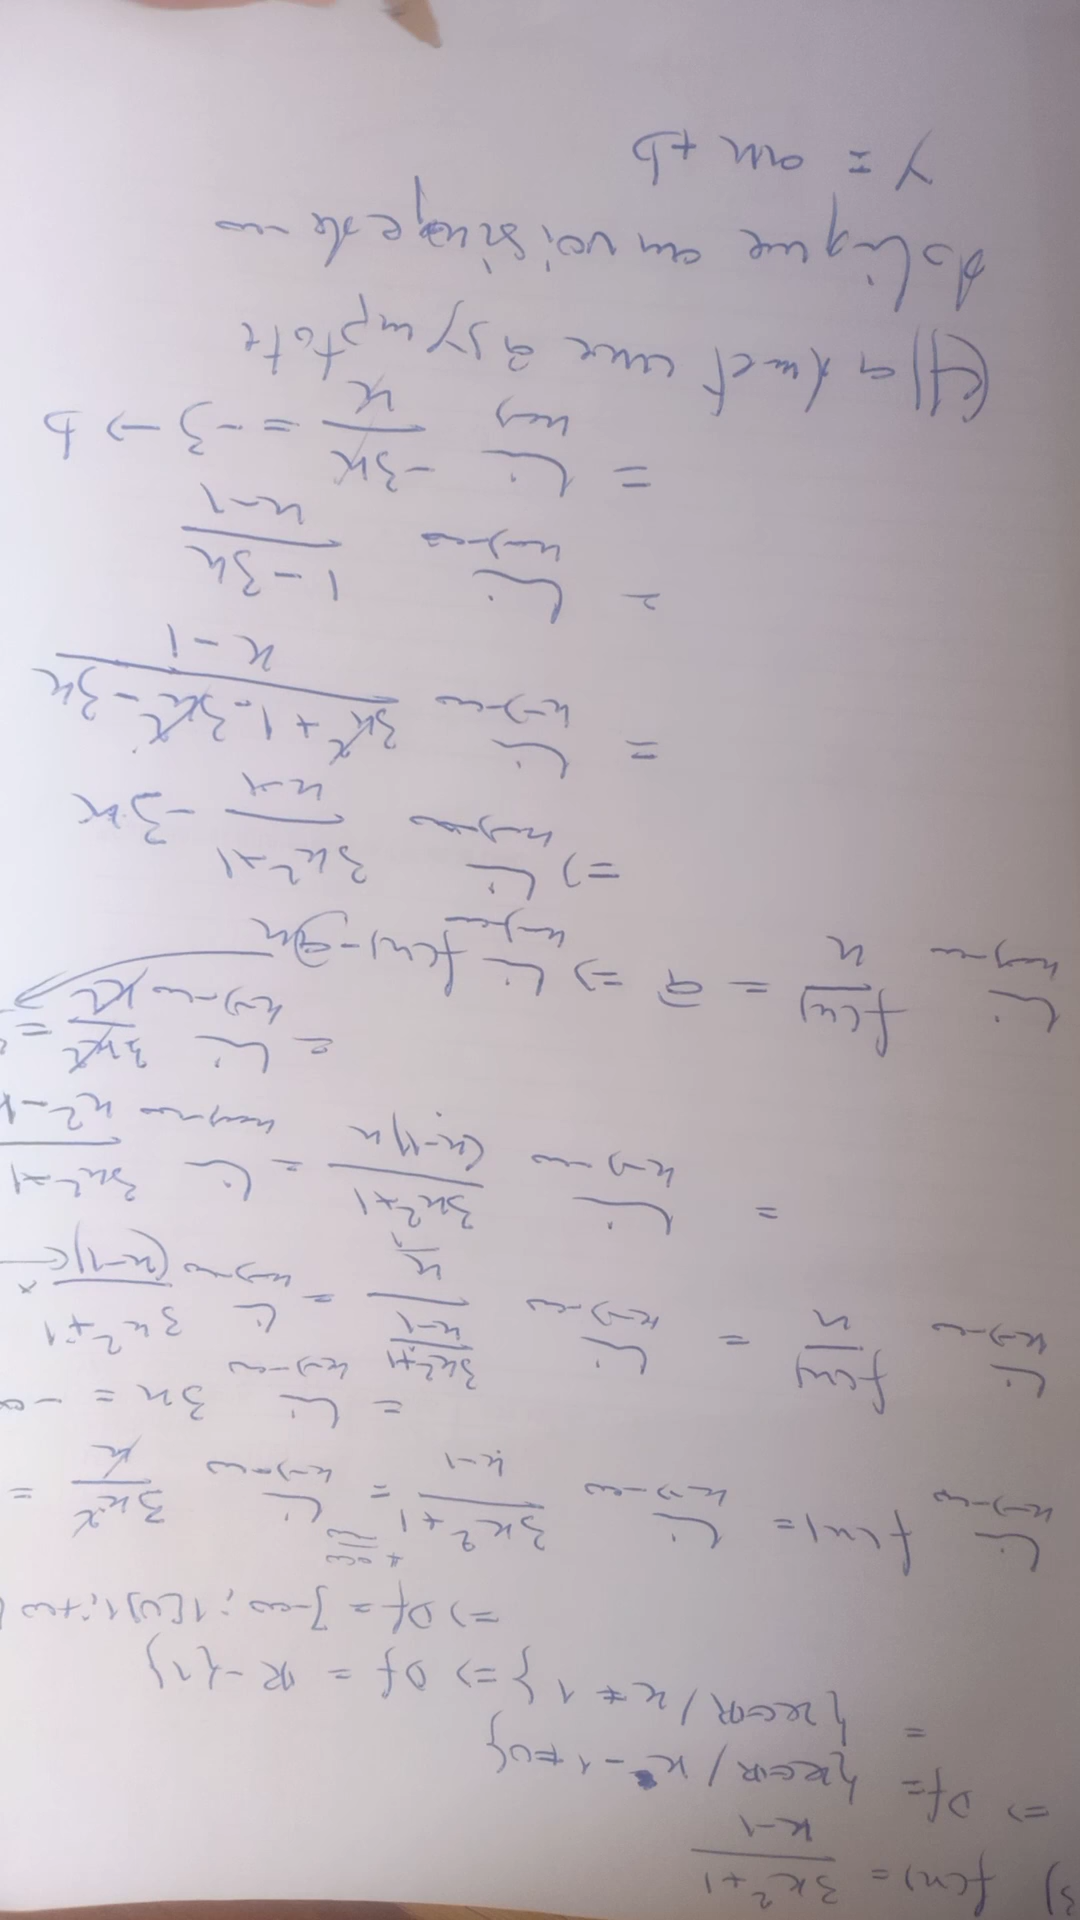 3) f(x) = (3x²+1)/(x-1)
=> Df = {x∈R / x-1≠0}
= {x∈R / x≠1} => Df = R-{1}
=> Df = ]-∞; 1[∪]1; +∞[
lim x→-∞ f(x) = lim x→-∞ (3x²+1)/(x-1) = lim x→-∞ 3x²/x =
= lim x→-∞ 3x = -∞
lim x→-∞ f(x)/x = lim x→-∞ ((3x²+1)/(x-1))/(x/1) = lim x→-∞ (3x²+1)/(x-1) ×
= lim x→-∞ (3x²+1)/((x-1)x) = lim x→-∞ (3x²+1)/(x²-x
= lim x→-∞ 3x²/x² =
lim x→-∞ f(x)/x = a => lim x→-∞ f(x) - ax
=> lim x→-∞ (3x²+1)/(x-1) - 3x
= lim x→-∞ (3x²+1-3x²-3x)/(x-1)
= lim x→-∞ (1-3x)/(x-1)
= lim x→-∞ -3x/x = -3 → b
(Cf) admet une asymptote
oblique au voisinage de -∞
y = ax + b